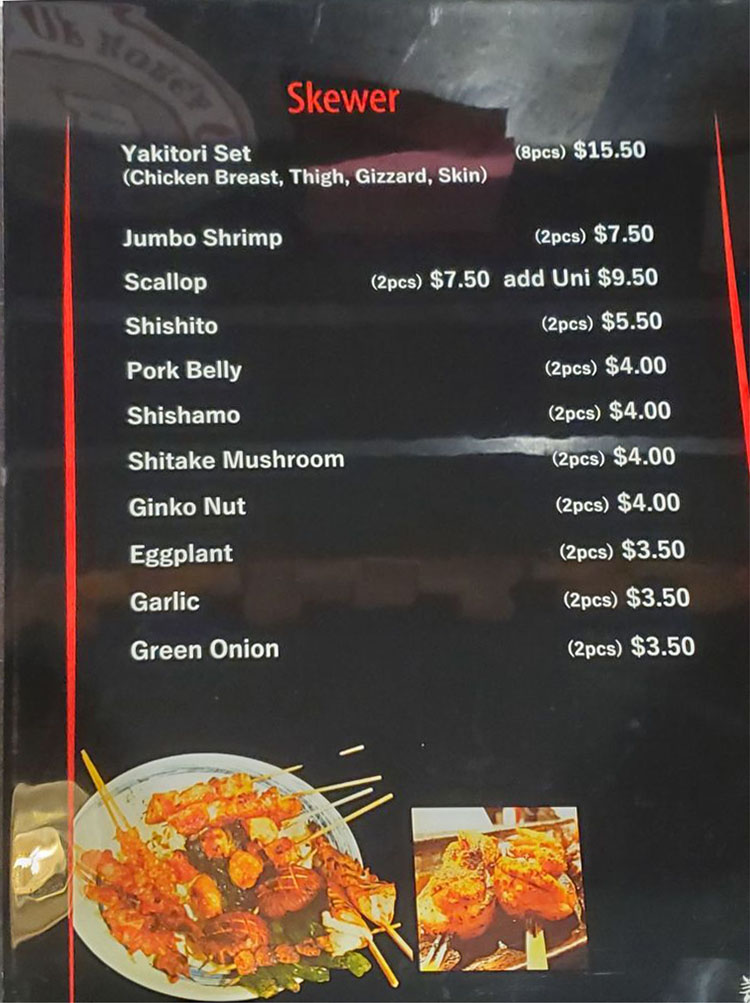 Skewer
Yakitori Set (8pcs) $15.50
(Chicken Breast, Thigh, Gizzard, Skin)
Jumbo Shrimp (2pcs) $7.50
Scallop (2pcs) $7.50 add Uni $9.50
Shishito (2pcs) $5.50
Pork Belly (2pcs) $4.00
Shishamo (2pcs) $4.00
Shitake Mushroom (2pcs) $4.00
Ginko Nut (2pcs) $4.00
Eggplant (2pcs) $3.50
Garlic (2pcs) $3.50
Green Onion (2pcs) $3.50